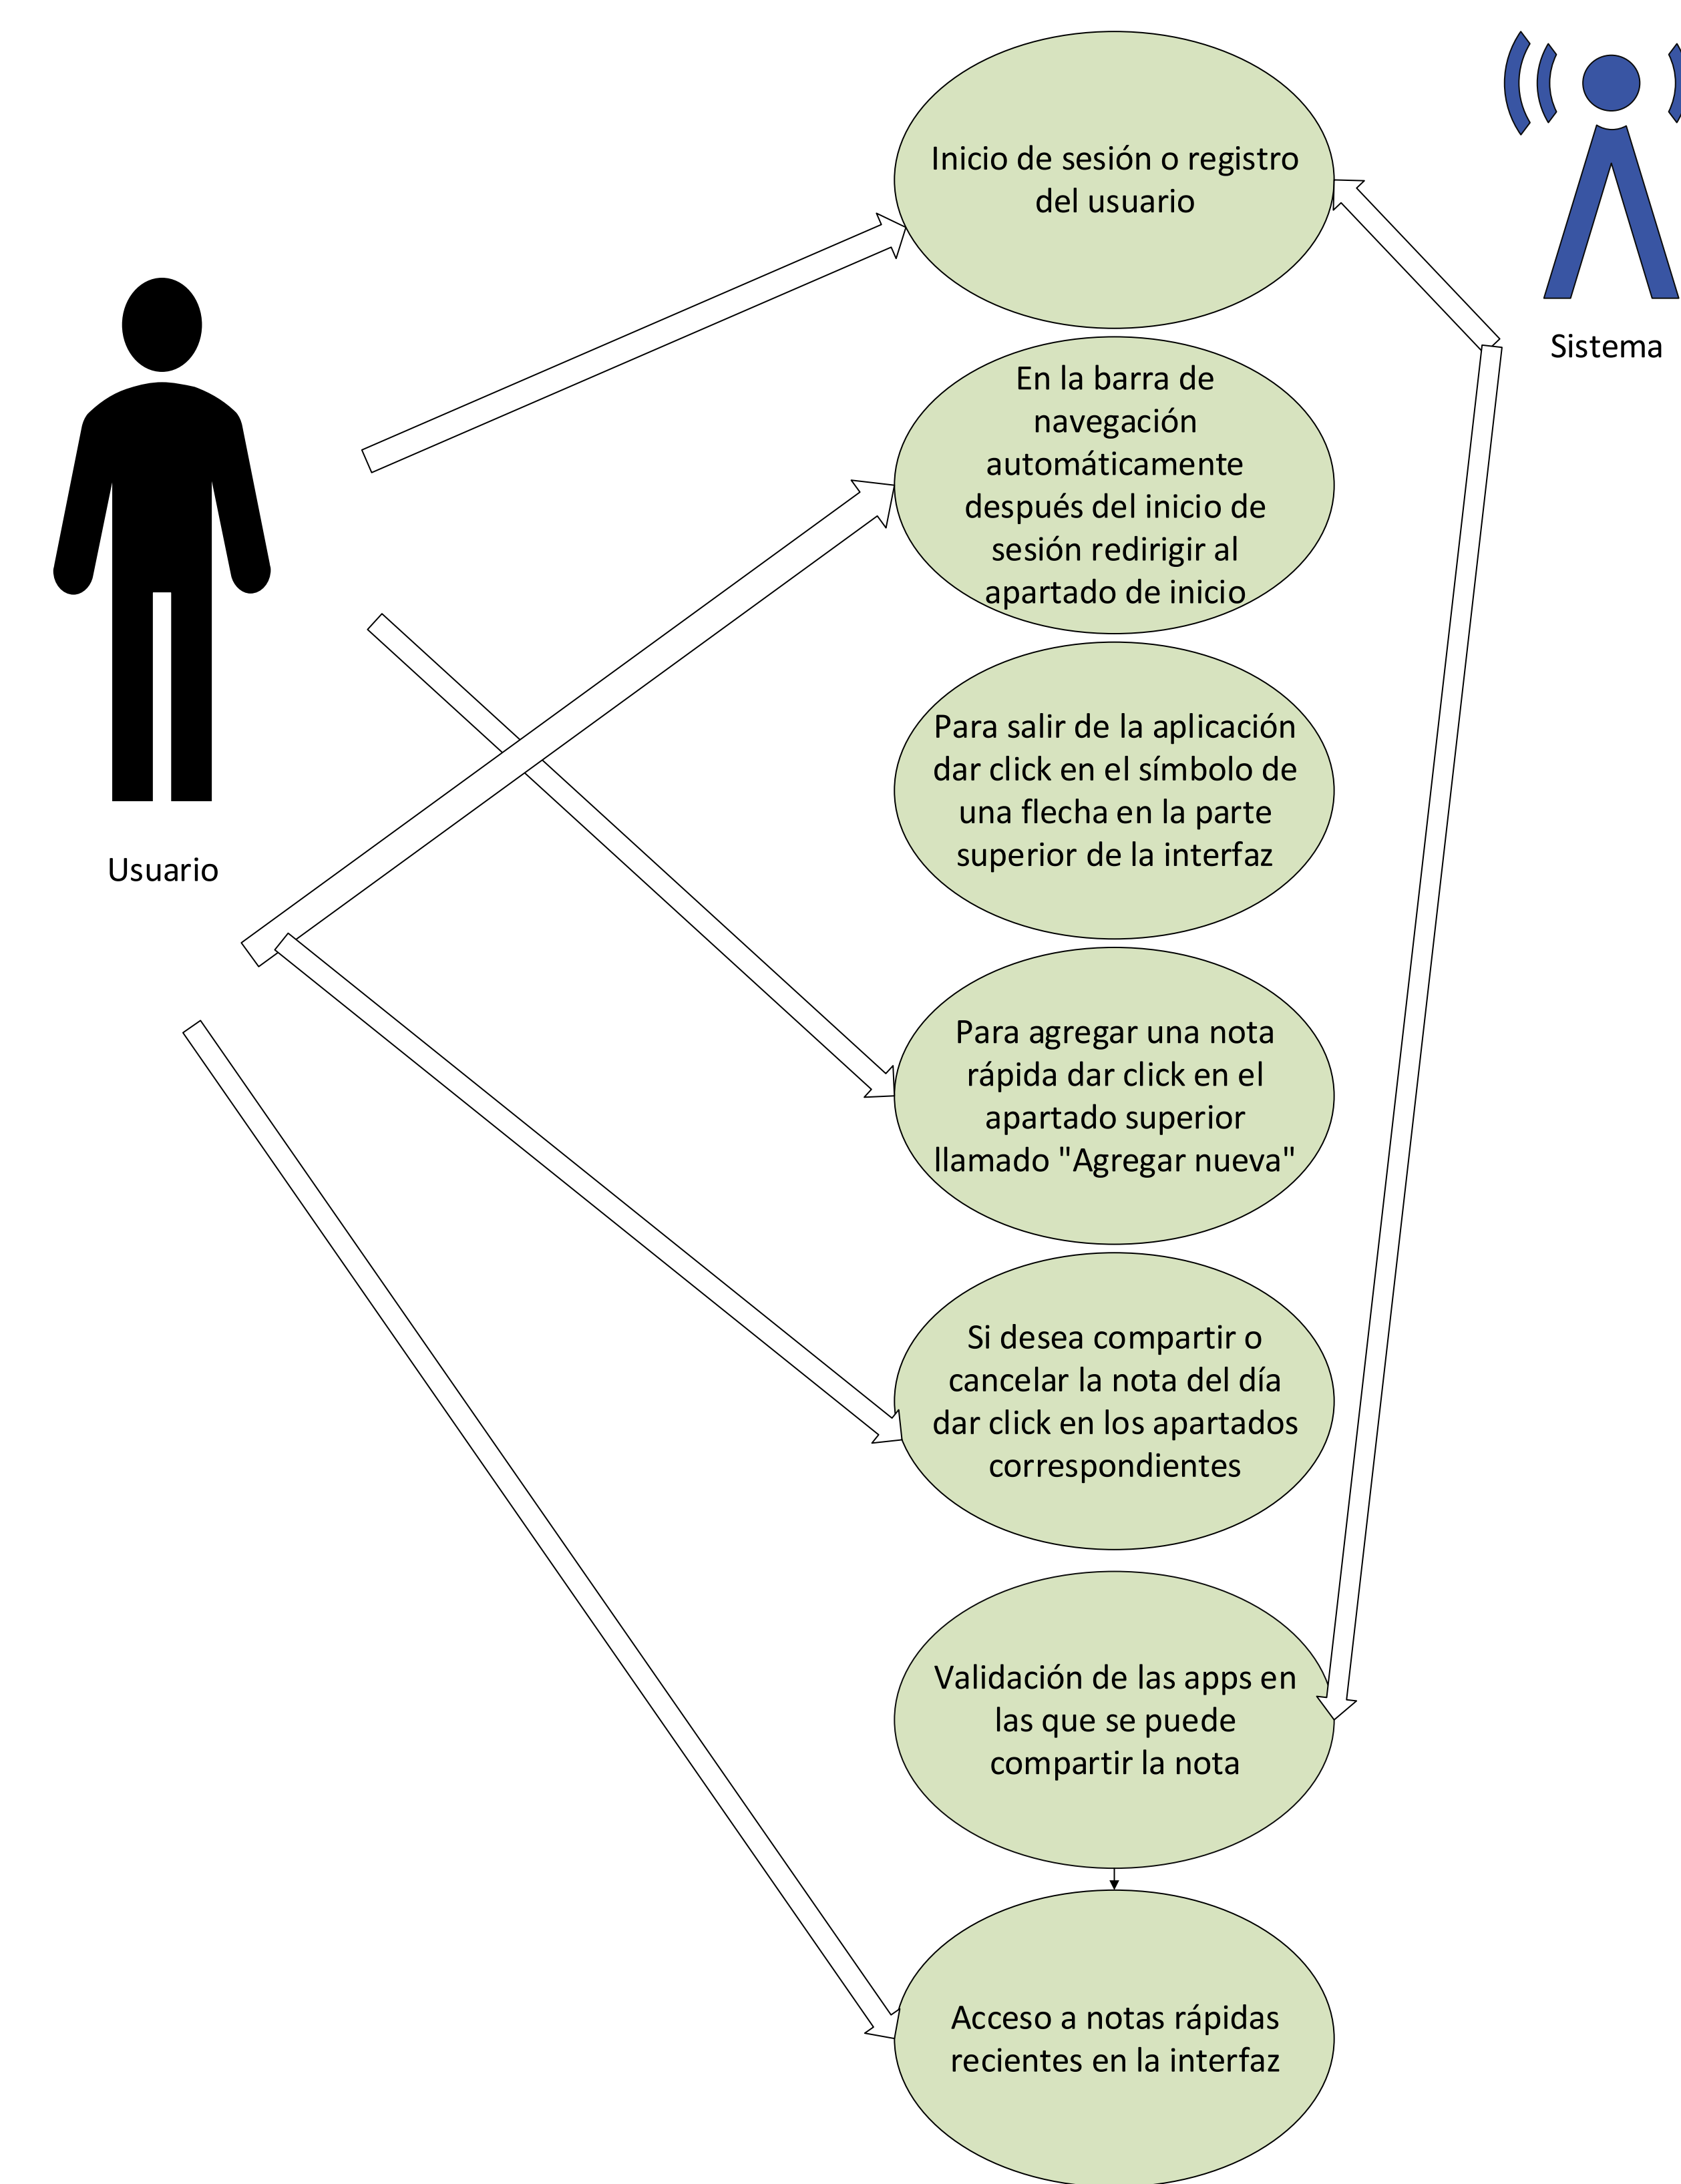 Inicio de sesión o registro
del usuario
Sistema
En la barra de
navegación
automáticamente
después del inicio de
sesión redirigir al
apartado de inicio
Para salir de la aplicación
dar click en el símbolo de
una flecha en la parte
superior de la interfaz
Usuario
Para agregar una nota
rápida dar click en el
apartado superior
llamado "Agregar nueva"
Si desea compartir o
cancelar la nota del día
dar click en los apartados
correspondientes
Validación de las apps en
las que se puede
compartir la nota
Acceso a notas rápidas
recientes en la interfaz